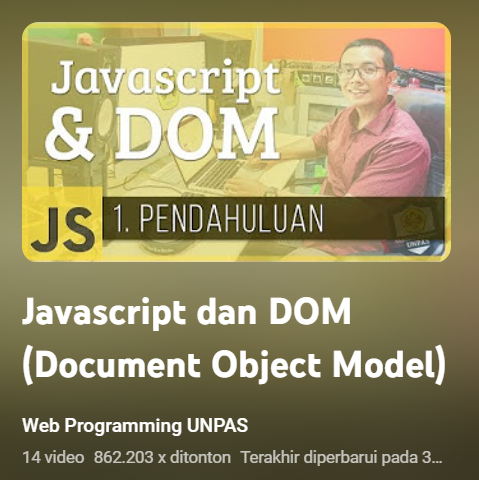 Javascript
& DOM
JS
1. PENDAHULUAN
UNPAS
Javascript dan DOM
(Document Object Model)
Web Programming UNPAS
14 video 862.203 x ditonton Terakhir diperbarui pada 3...